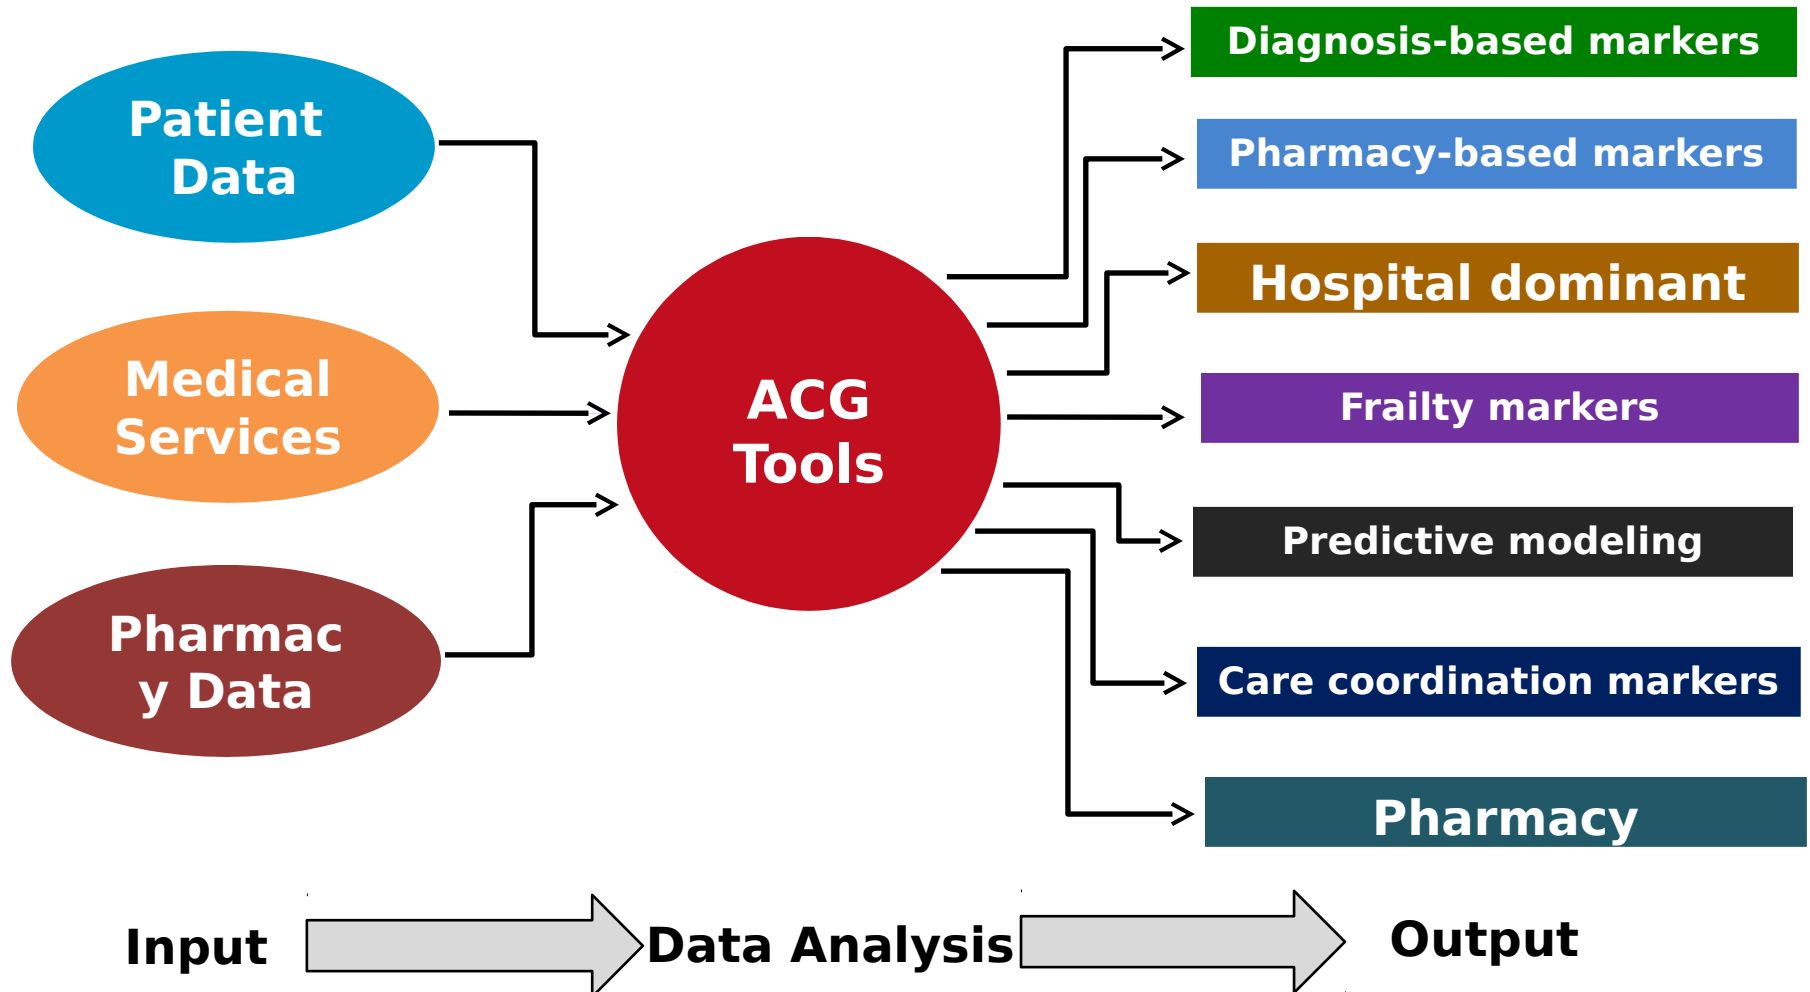 Patient
Data
Medical
Services
Pharmac
y Data
ACG
Tools
Diagnosis-based markers
Pharmacy-based markers
Hospital dominant
Frailty markers
Predictive modeling
Care coordination markers
Pharmacy
Input
Data Analysis
Output